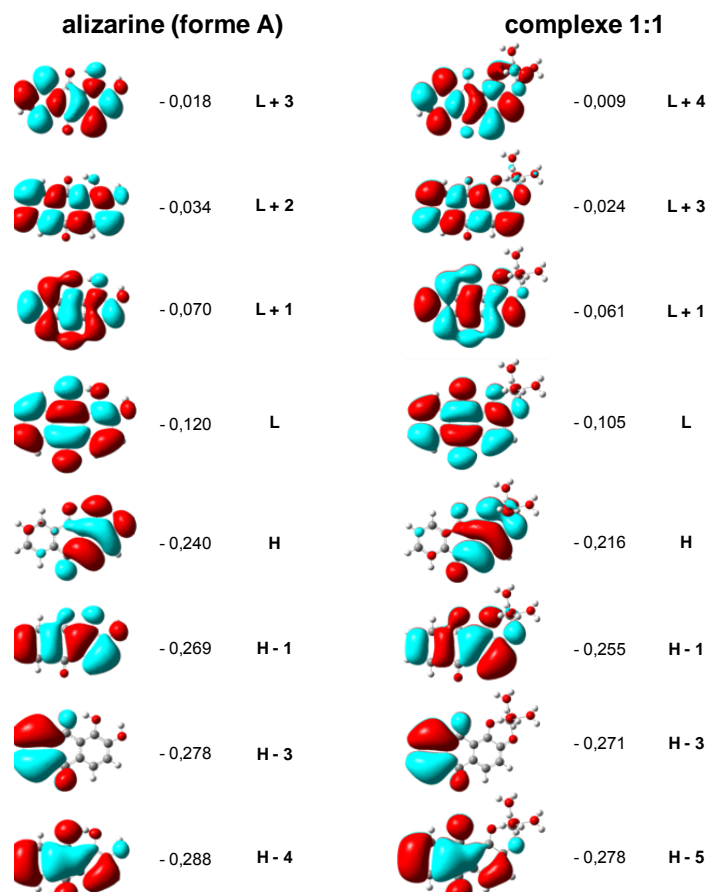 alizarine (forme A) complexe 1:1
- 0,018 L + 3 - 0,009 L + 4
- 0,034 L + 2 - 0,024 L + 3
- 0,070 L + 1 - 0,061 L + 1
- 0,120 L - 0,105 L
- 0,240 H - 0,216 H
- 0,269 H - 1 - 0,255 H - 1
- 0,278 H - 3 - 0,271 H - 3
- 0,288 H - 4 - 0,278 H - 5